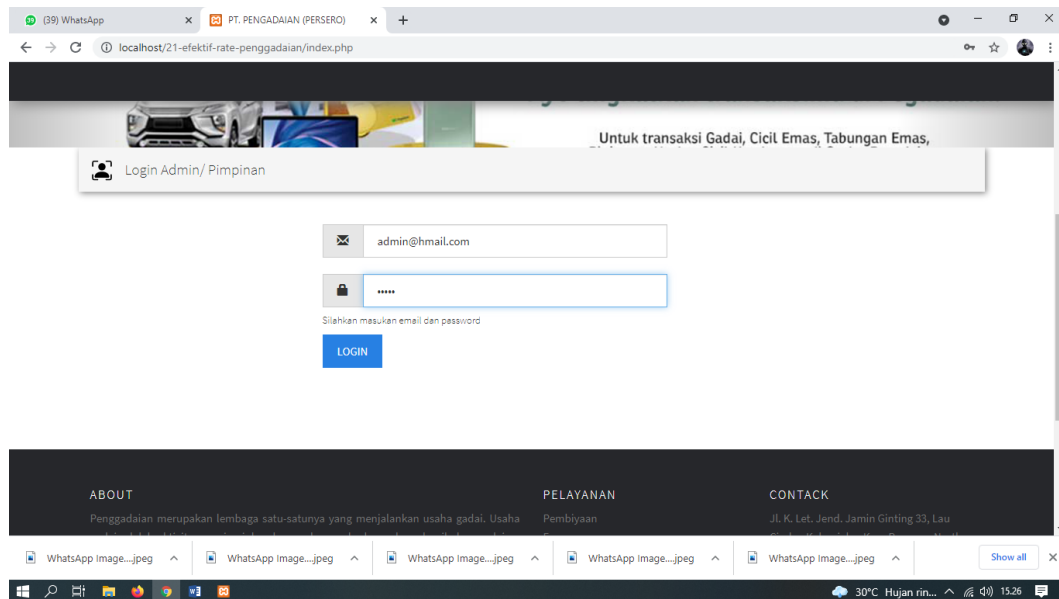 (39) WhatsApp
PT. PENGADAIAN (PERSERO)
localhost/21-efektif-rate-penggadaian/index.php
Untuk transaksi Gadai, Cicil Emas, Tabungan Emas,
Login Admin/ Pimpinan
admin@hmail.com
•••••
Silahkan masukan email dan password
LOGIN
ABOUT
Penggadaian merupakan lembaga satu-satunya yang menjalankan usaha gadai. Usaha
PELAYANAN
Pembiyaan
CONTACK
Jl. K. Let. Jend. Jamin Ginting 33, Lau
WhatsApp Image....jpeg
WhatsApp Image....jpeg
WhatsApp Image....jpeg
WhatsApp Image....jpeg
WhatsApp Image....jpeg
Show all
30°C Hujan rin...
15.26